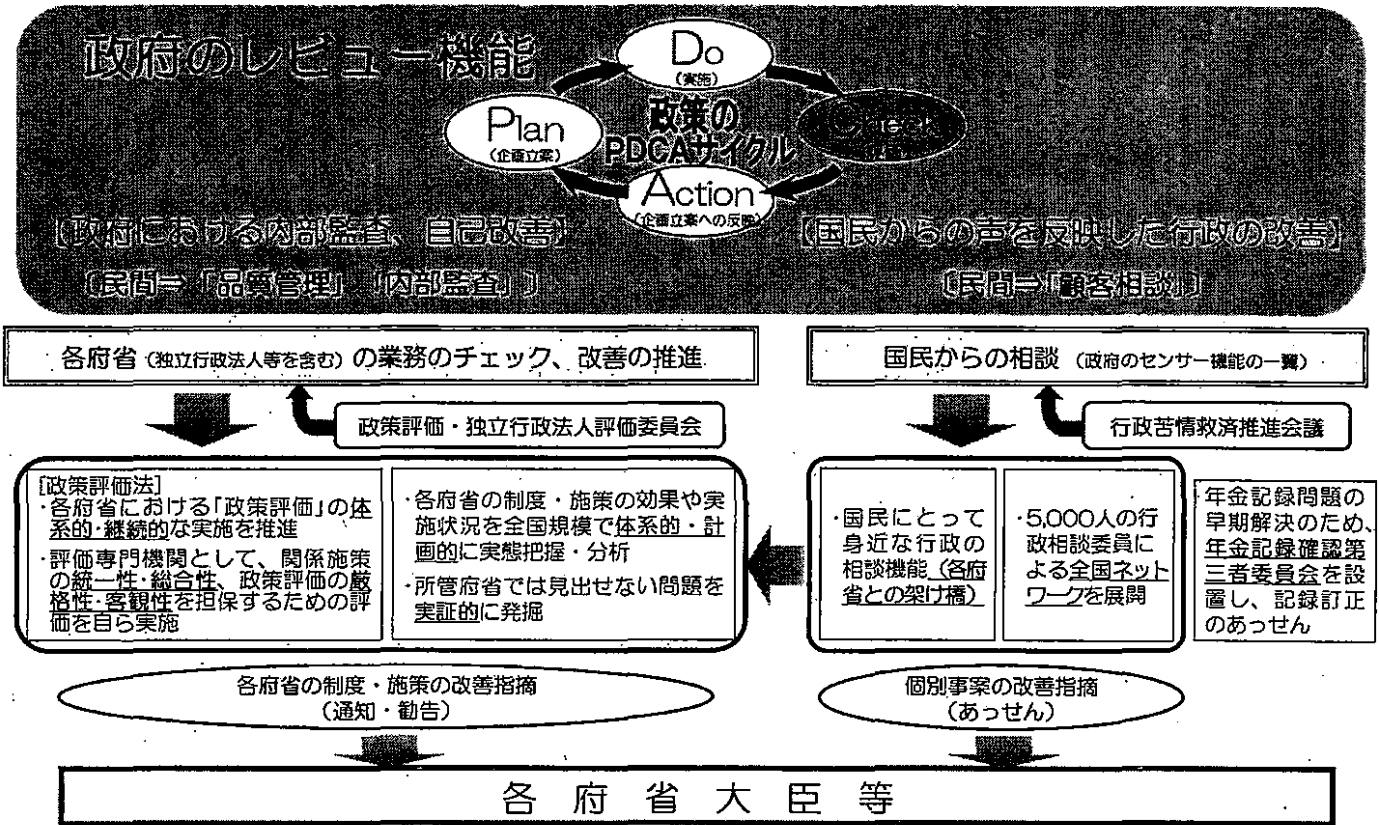 政府のレビュー機能
Do
(実施)
Plan
(企画立案)
政策の
PDCAサイクル
Check
Action
(企画立案への反映)
【政府における内部監査、自己改善】
【国民からの声を反映した行政の改善】
(民間⇒「品質管理」、「内部監査」)
(民間⇒「顧客相談」)
各府省(独立行政法人等を含む)の業務のチェック、改善の推進
国民からの相談(政府のセンサー機能の一翼)
政策評価・独立行政法人評価委員会
行政苦情救済推進会議
[政策評価法]
・各府省における「政策評価」の体
系的・継続的な実施を推進
・評価専門機関として、関係施策
の統一性・総合性、政策評価の厳
格性・客観性を担保するための評
価を自ら実施
・各府省の制度・施策の効果や実
施状況を全国規模で体系的・計
画的に実態把握・分析
・所管府省では見出せない問題を
実証的に発掘
・国民にとって
身近な行政の
相談機能(各府
省との架け橋)
・5,000人の行
政相談委員に
よる全国ネット
ワークを展開
年金記録問題の
早期解決のため、
年金記録確認第
三者委員会を設
置し、記録訂正
のあっせん
各府省の制度・施策の改善指摘
(通知・勧告)
個別事案の改善指摘
(あっせん)
各府省大臣等